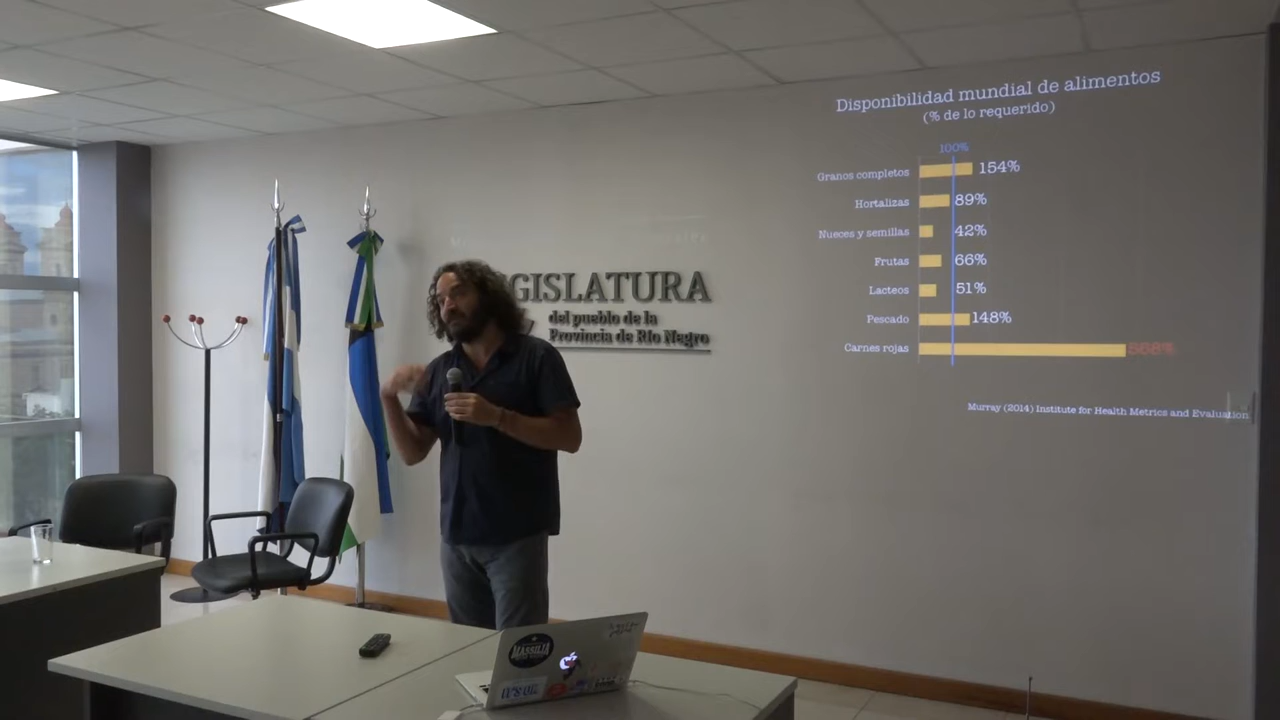 Disponibilidad mundial de alimentos
(% de lo requerido)
100%
Granos completos 154%
Hortalizas 89%
Nueces y semillas 42%
Frutas 66%
Lacteos 51%
Pescado 148%
Carnes rojas 568%
Murray (2014) Institute for Health Metrics and Evaluation
GISLATURA
del pueblo de la
Provincia de Río Negro
MASSILIA